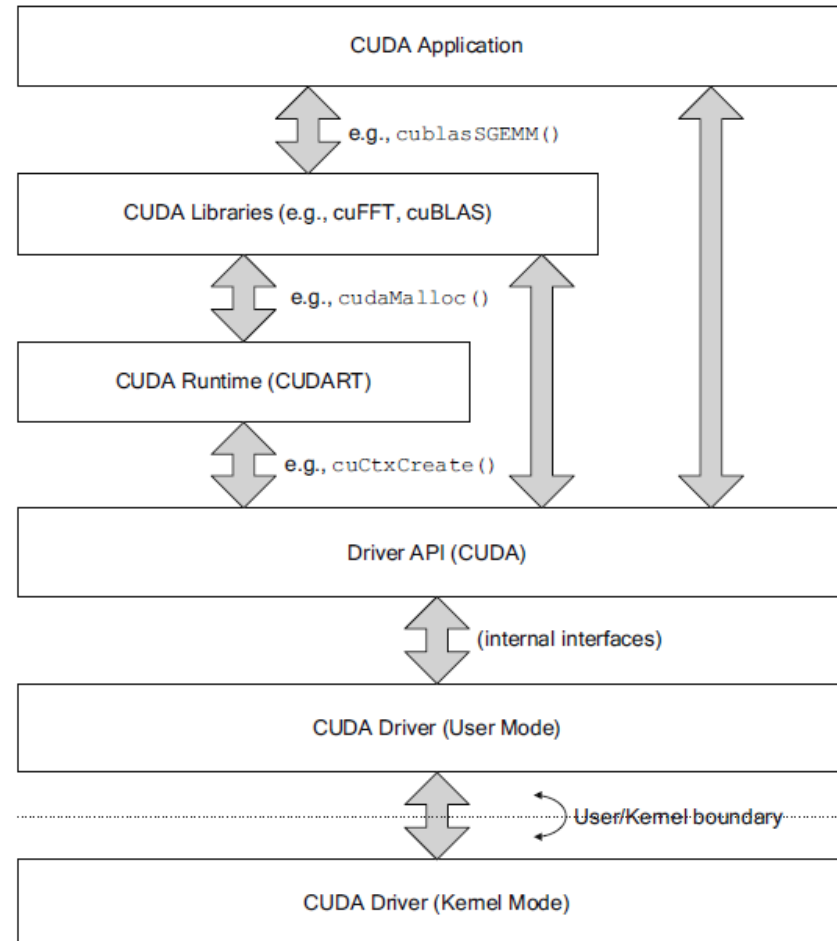 CUDA Application
e.g., cublasSGEMM()
CUDA Libraries (e.g., cuFFT, cuBLAS)
e.g., cudaMalloc()
CUDA Runtime (CUDART)
e.g., cuCtxCreate()
Driver API (CUDA)
(internal interfaces)
CUDA Driver (User Mode)
User/Kernel boundary
CUDA Driver (Kernel Mode)